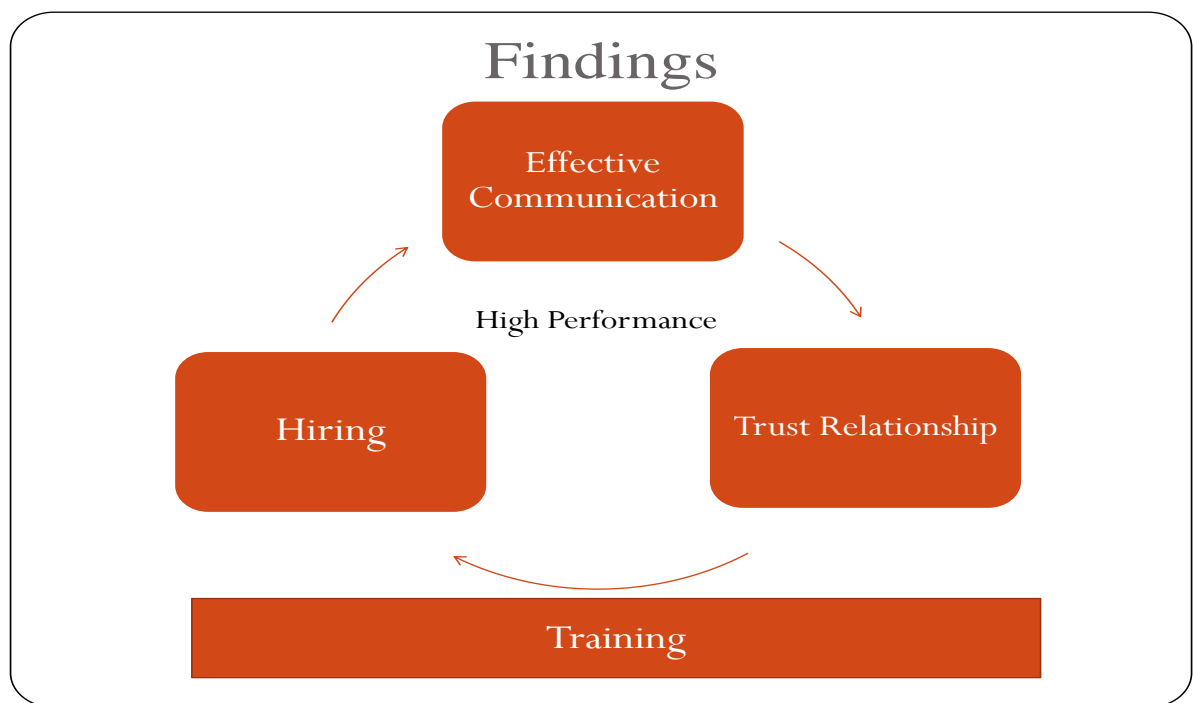 Findings
Effective
Communication
High Performance
Hiring
Trust Relationship
Training